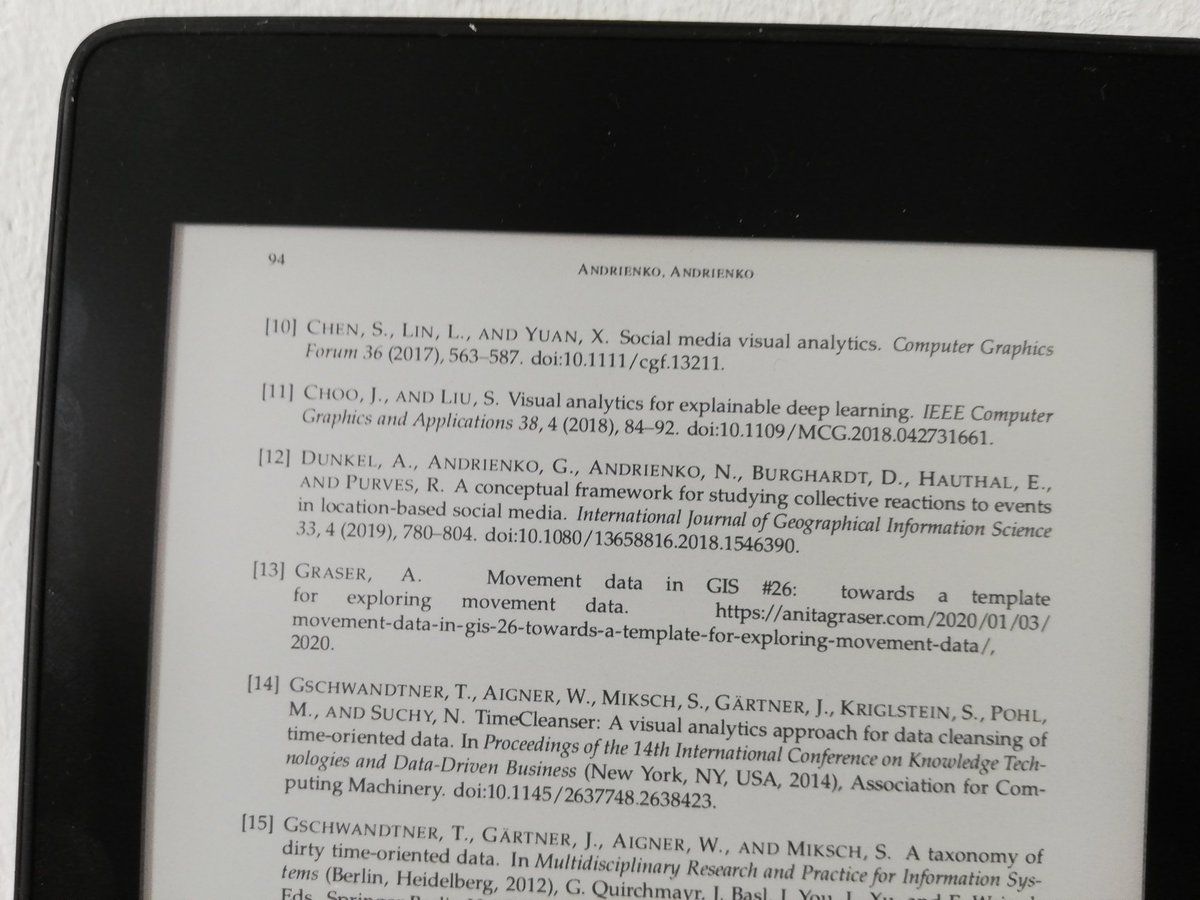 94
ANDRIENKO, ANDRIENKO
[10] CHEN, S., LIN, L., AND YUAN, X. Social media visual analytics. Computer Graphics
Forum 36 (2017), 563–587. doi:10.1111/cgf.13211.
[11] CHOO, J., AND LIU, S. Visual analytics for explainable deep learning. IEEE Computer
Graphics and Applications 38, 4 (2018), 84–92. doi:10.1109/MCG.2018.042731661.
[12] DUNKEL, A., ANDRIENKO, G., ANDRIENKO, N., BURGHARDT, D., HAUTHAL, E.,
AND PURVES, R. A conceptual framework for studying collective reactions to events
in location-based social media. International Journal of Geographical Information Science
33, 4 (2019), 780–804. doi:10.1080/13658816.2018.1546390.
[13] GRASER, A. Movement data in GIS #26: towards a template
for exploring movement data. https://anitagraser.com/2020/01/03/
movement-data-in-gis-26-towards-a-template-for-exploring-movement-data/,
2020.
[14] GSCHWANDTNER, T., AIGNER, W., MIKSCH, S., GÄRTNER, J., KRIGLSTEIN, S., POHL,
M., AND SUCHY, N. TimeCleanser: A visual analytics approach for data cleansing of
time-oriented data. In Proceedings of the 14th International Conference on Knowledge Tech-
nologies and Data-Driven Business (New York, NY, USA, 2014), Association for Com-
puting Machinery. doi:10.1145/2637748.2638423.
[15] GSCHWANDTNER, T., GÄRTNER, J., AIGNER, W., AND MIKSCH, S. A taxonomy of
dirty time-oriented data. In Multidisciplinary Research and Practice for Information Sys-
tems (Berlin, Heidelberg, 2012), G. Quirchmayr, J. Basl, I. You, L. Xu, and E. 
Eds., Springer